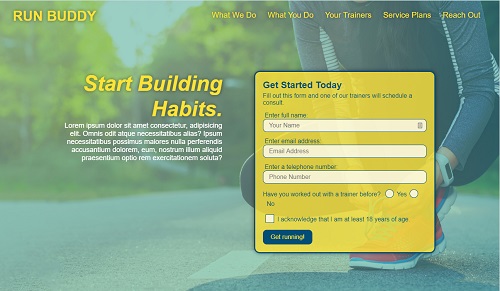 RUN BUDDY
What We Do What You Do Your Trainers Service Plans Reach Out
Start Building
Habits.
Lorem ipsum dolor sit amet consectetur, adipisicing
elit. Omnis odit atque necessitatibus alias? Ipsum
necessitatibus possimus maiores nulla perferendis
accusantium dolorem, eum, nostrum illum aliquid
praesentium optio rem exercitationem soluta?
Get Started Today
Fill out this form and one of our trainers will schedule a
consult.
Enter full name:
Your Name
Enter email address:
Email Address
Enter a telephone number:
Phone Number
Have you worked out with a trainer before? Yes
No
I acknowledge that I am at least 18 years of age
Get running!